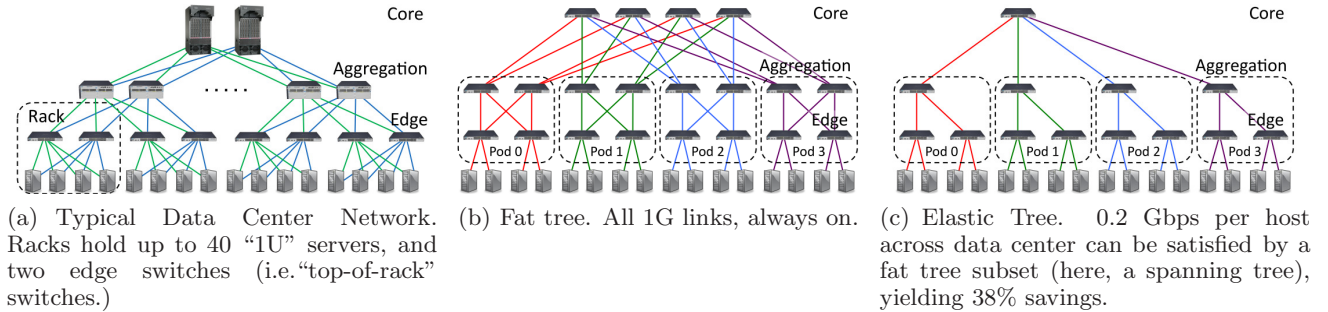 Core
Aggregation
Rack
Edge
(a) Typical Data Center Network.
Racks hold up to 40 “1U” servers, and
two edge switches (i.e.“top-of-rack”
switches.)
Core
Aggregation
Edge
Pod 0
Pod 1
Pod 2
Pod 3
(b) Fat tree. All 1G links, always on.
Core
Aggregation
Edge
Pod 0
Pod 1
Pod 2
Pod 3
(c) Elastic Tree. 0.2 Gbps per host
across data center can be satisfied by a
fat tree subset (here, a spanning tree),
yielding 38% savings.